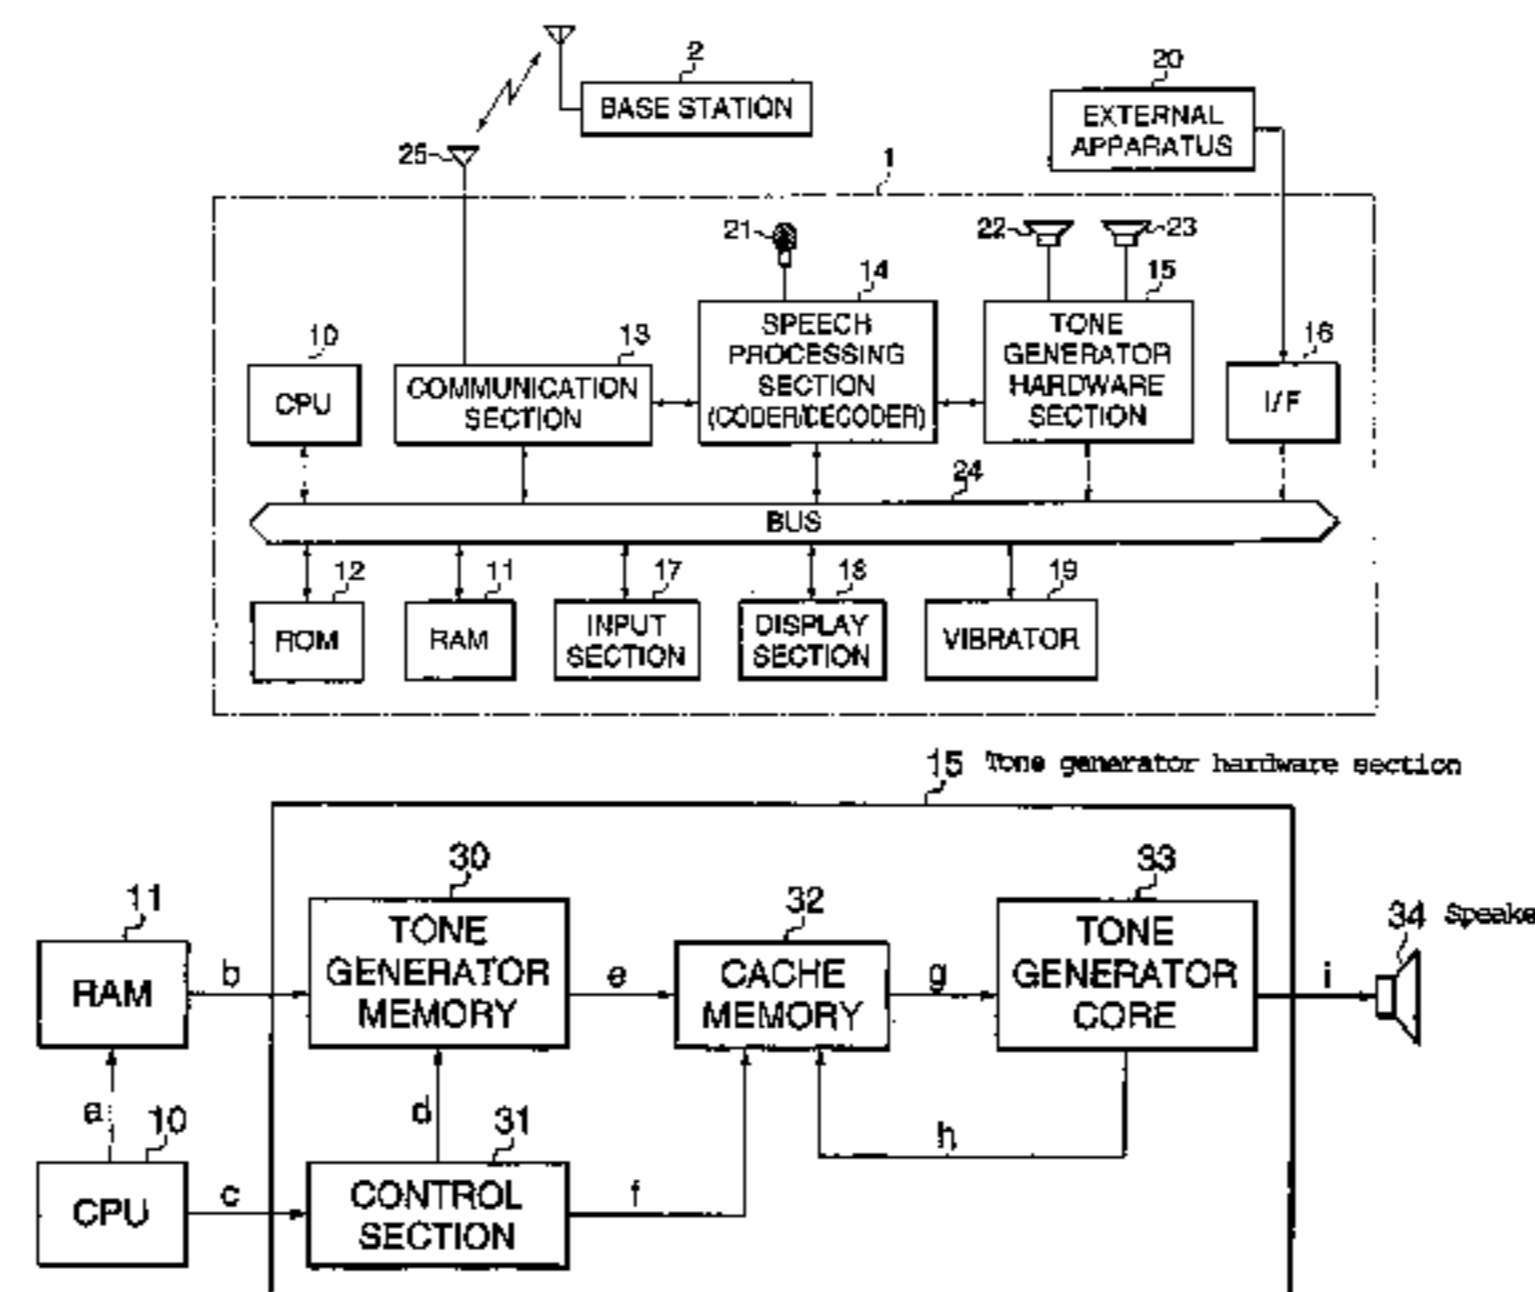 2
BASE STATION
20
EXTERNAL
APPARATUS
25
1
21
22
23
14
15
10
13
16
CPU
COMMUNICATION
SECTION
SPEECH
PROCESSING
SECTION
(CODER/DECODER)
TONE
GENERATOR
HARDWARE
SECTION
I/F
24
BUS
12
11
17
18
19
ROM
RAM
INPUT
SECTION
DISPLAY
SECTION
VIBRATOR
15 Tone generator hardware section
11
30
32
33
34 Speake
RAM
b
TONE
GENERATOR
MEMORY
e
CACHE
MEMORY
g
TONE
GENERATOR
CORE
i
a
10
d
31
h
CPU
c
CONTROL
SECTION
f